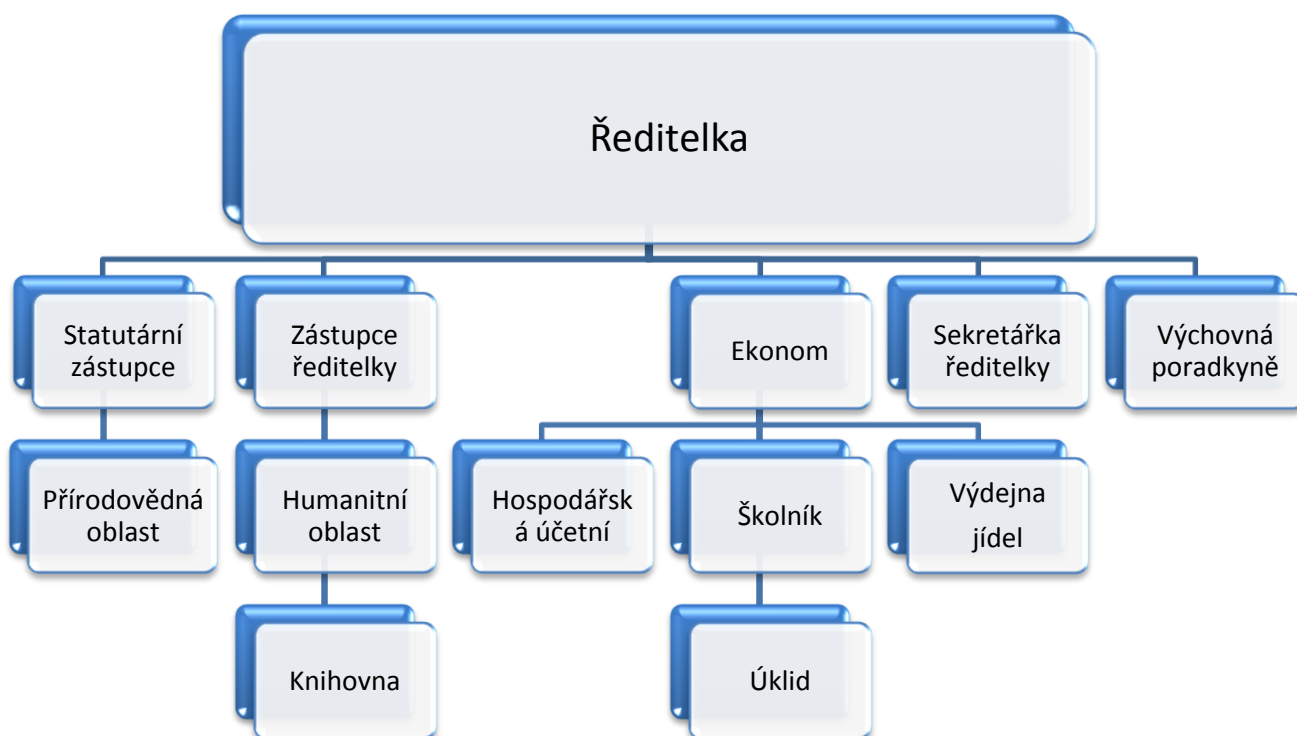 Ředitelka
Statutární
zástupce
Zástupce
ředitelky
Ekonom
Sekretářka
ředitelky
Výchovná
poradkyně
Přírodovědná
oblast
Humanitní
oblast
Hospodářsk
á účetní
Školník
Výdejna
jídel
Knihovna
Úklid